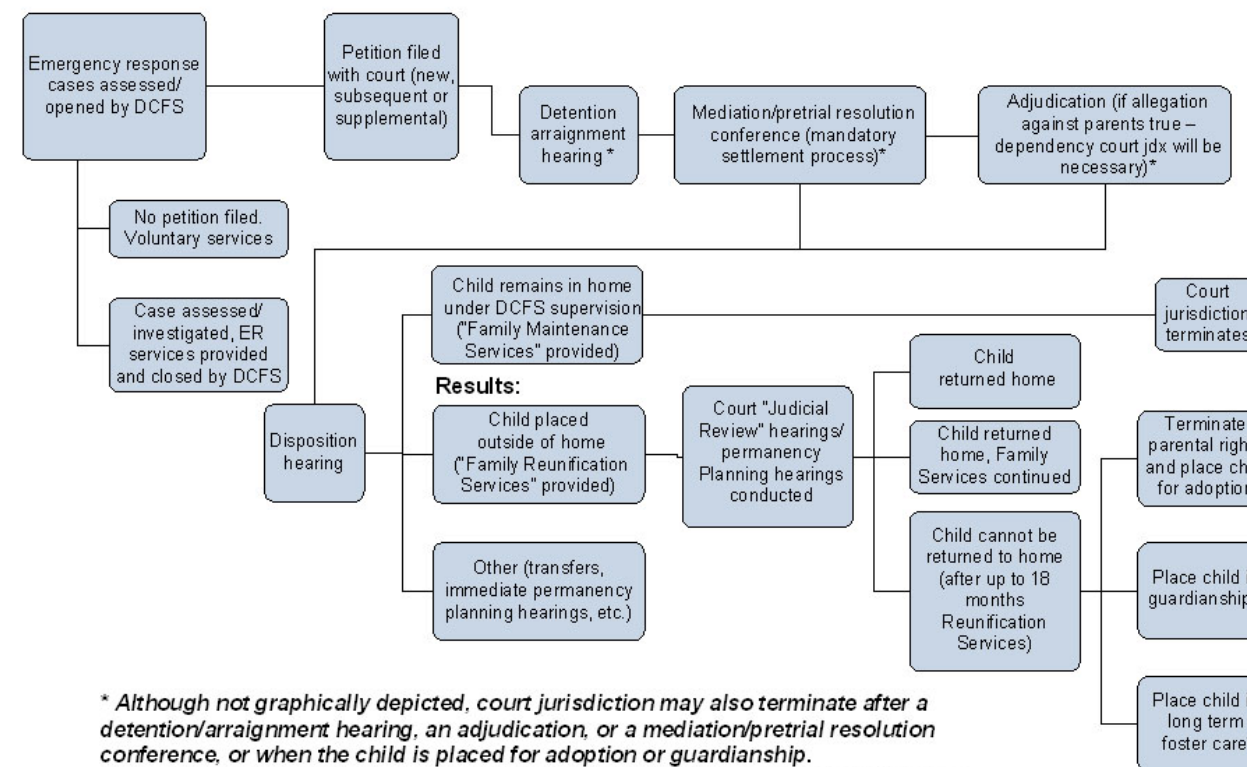 Emergency response
cases assessed/
opened by DCFS
Petition filed
with court (new,
subsequent or
supplemental)
Detention
arraignment
hearing *
Mediation/pretrial resolution
conference (mandatory
settlement process)*
Adjudication (if allegation
against parents true –
dependency court jdx will be
necessary)*
No petition filed.
Voluntary services
Case assessed/
investigated, ER
services provided
and closed by DCFS
Disposition
hearing
Child remains in home
under DCFS supervision
("Family Maintenance
Services" provided)
Court
jurisdiction
terminates
Results:
Child placed
outside of home
("Family Reunification
Services" provided)
Other (transfers,
immediate permanency
planning hearings, etc.)
Court "Judicial
Review" hearings/
permanency
Planning hearings
conducted
Child
returned home
Child returned
home, Family
Services continued
Child cannot be
returned to home
(after up to 18
months
Reunification
Services)
Terminate
parental
and place
for adoption
Place child
guardianship
Place child
long term
foster care
* Although not graphically depicted, court jurisdiction may also terminate after a
detention/arraignment hearing, an adjudication, or a mediation/pretrial resolution
conference, or when the child is placed for adoption or guardianship.